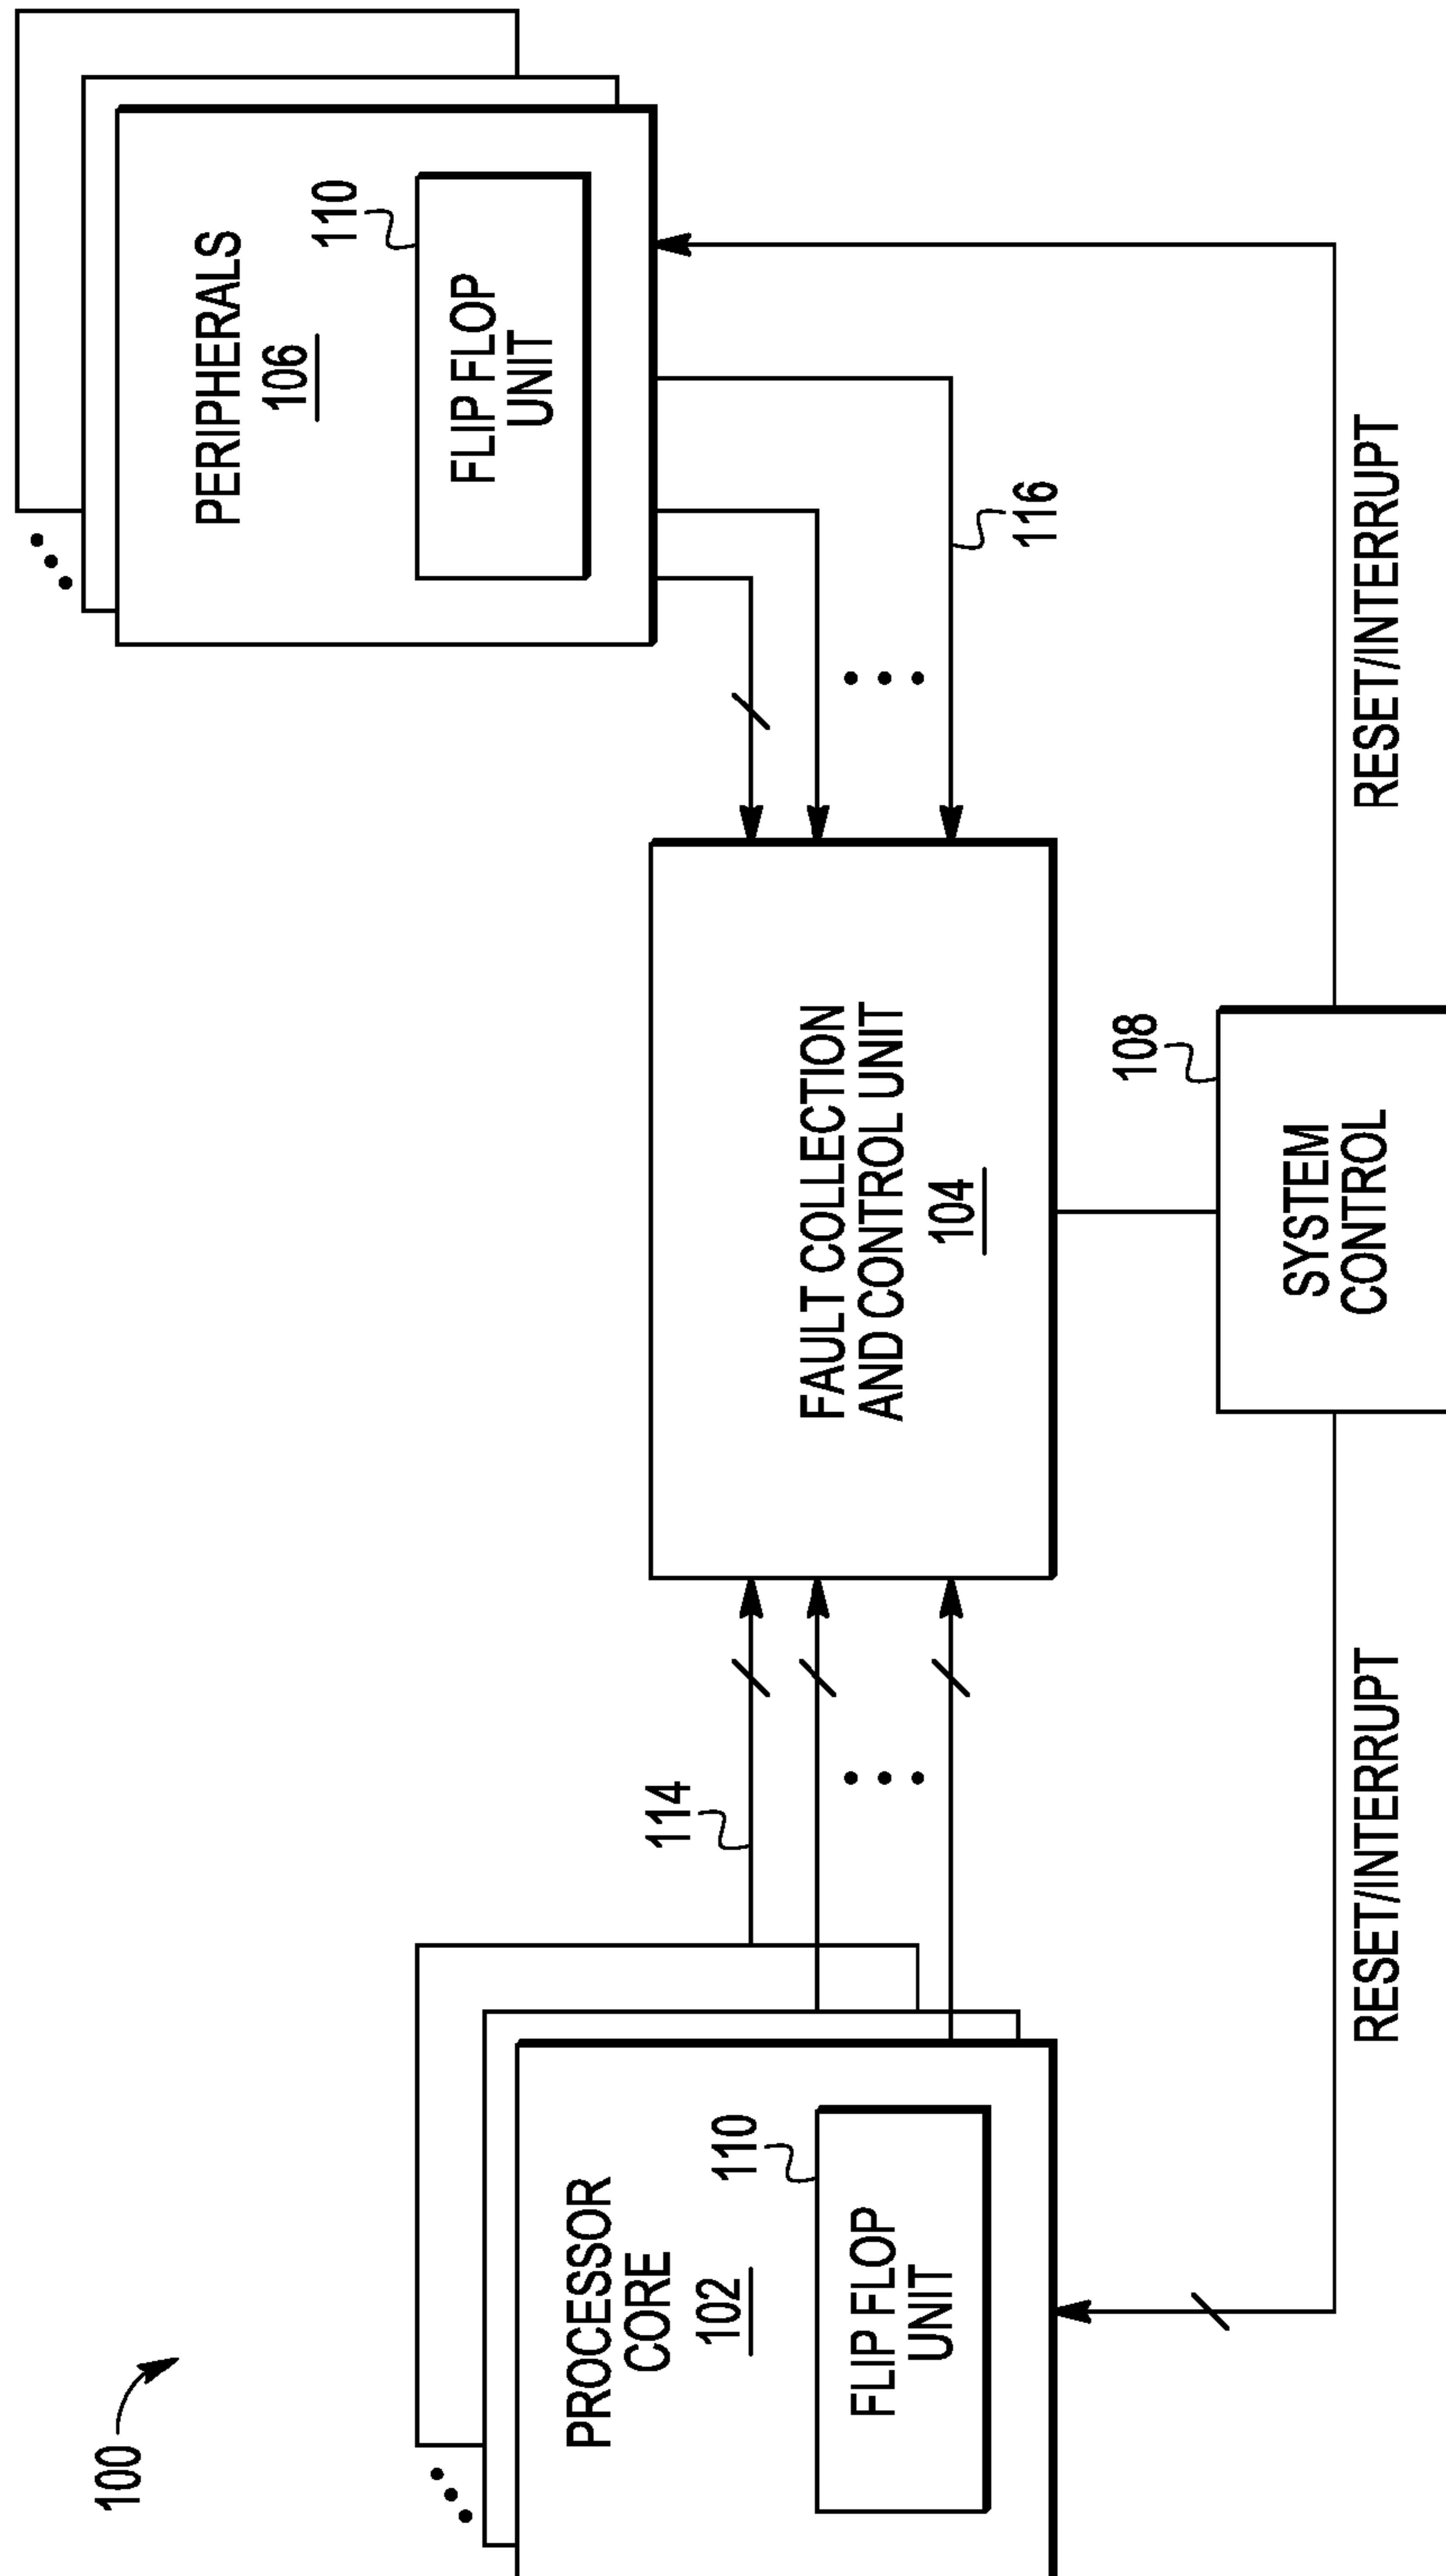 100
PROCESSOR
CORE
102
110
FLIP FLOP
UNIT
114
FAULT COLLECTION
AND CONTROL UNIT
104
PERIPHERALS
106
110
FLIP FLOP
UNIT
116
108
SYSTEM
CONTROL
RESET/INTERRUPT
RESET/INTERRUPT